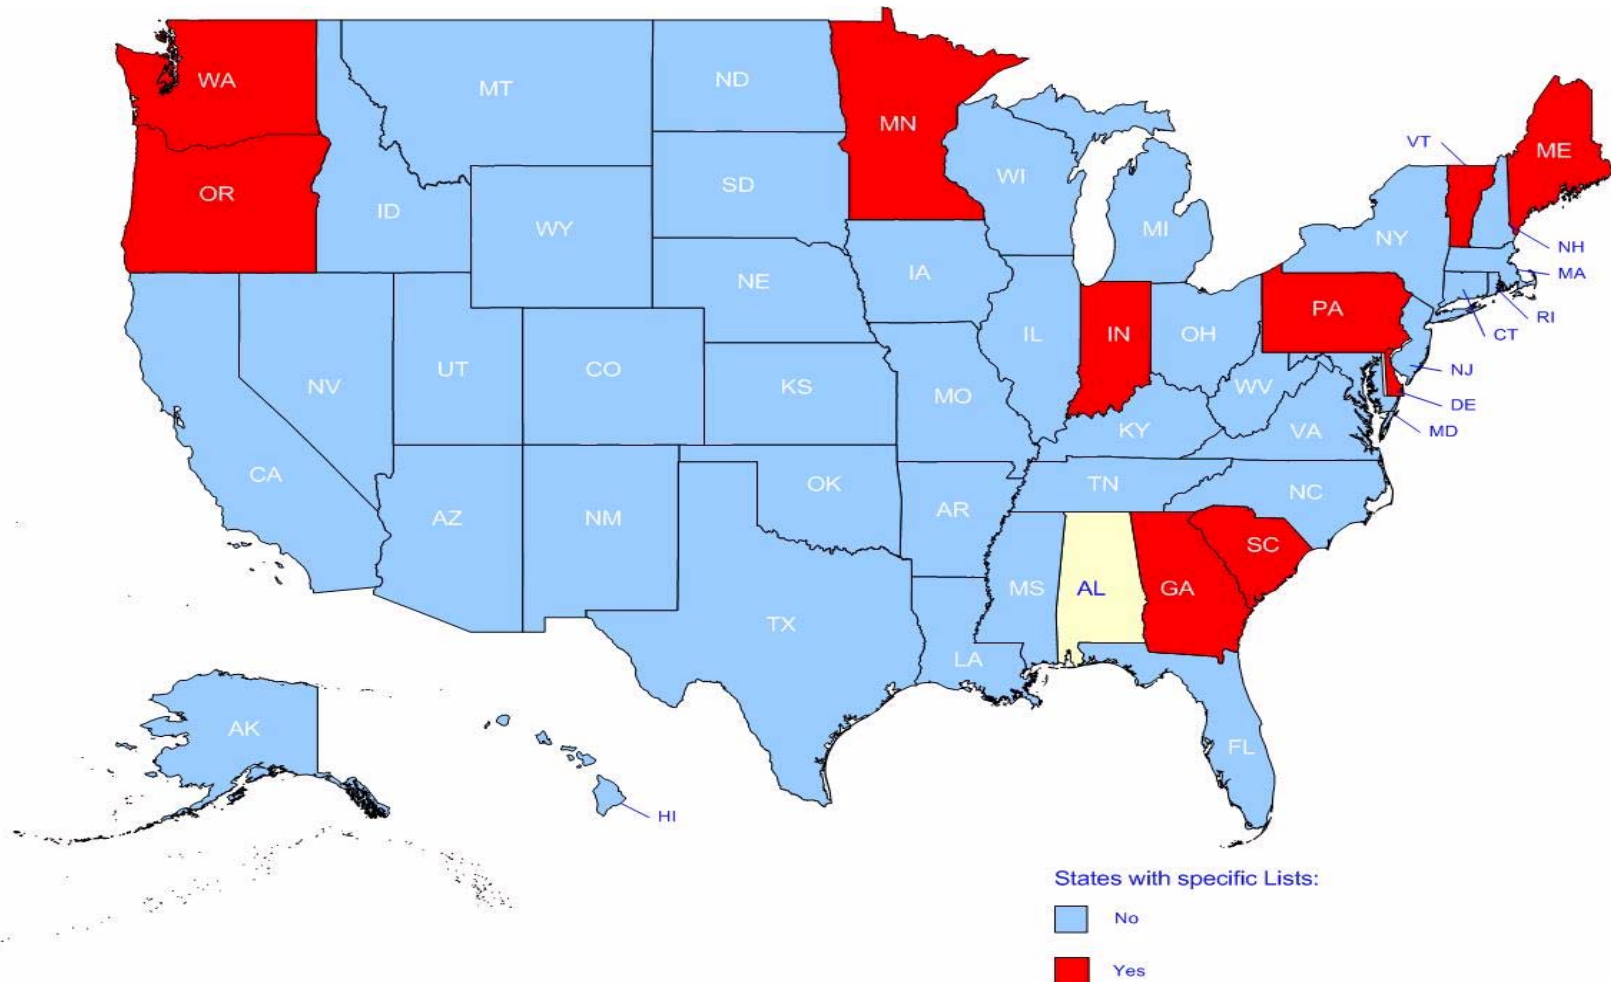 WA
MT
ND
MN
VT
ME
OR
ID
SD
WI
WY
MI
NY
NH
MA
NE
IA
PA
RI
CT
IL
IN
OH
UT
CO
NV
KS
MO
WV
NJ
DE
MD
KY
VA
CA
OK
TN
NC
AZ
NM
AR
SC
MS
AL
GA
TX
LA
AK
FL
HI
States with specific Lists:
No
Yes